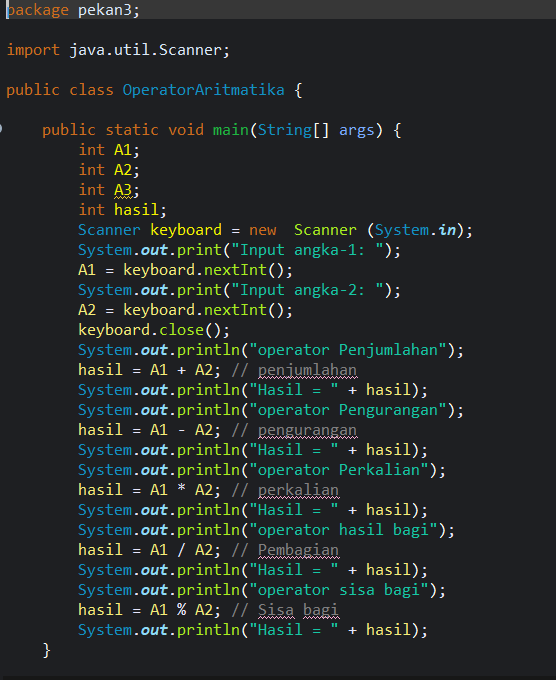 package pekan3;
import java.util.Scanner;
public class OperatorAritmatika {
public static void main(String[] args) {
int A1;
int A2;
int A3;
int hasil;
Scanner keyboard = new  Scanner (System.in);
System.out.print("Input angka-1: ");
A1 = keyboard.nextInt();
System.out.print("Input angka-2: ");
A2 = keyboard.nextInt();
keyboard.close();
System.out.println("operator Penjumlahan");
hasil = A1 + A2; // penjumlahan
System.out.println("Hasil = " + hasil);
System.out.println("operator Pengurangan");
hasil = A1 - A2; // pengurangan
System.out.println("Hasil = " + hasil);
System.out.println("operator Perkalian");
hasil = A1 * A2; // perkalian
System.out.println("Hasil = " + hasil);
System.out.println("operator hasil bagi");
hasil = A1 / A2; // Pembagian
System.out.println("Hasil = " + hasil);
System.out.println("operator sisa bagi");
hasil = A1 % A2; // Sisa bagi
System.out.println("Hasil = " + hasil);
}